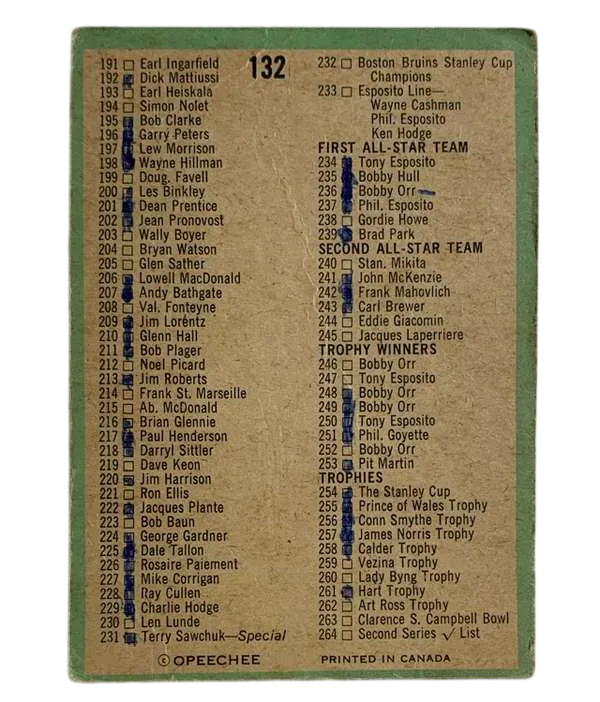 132
191 □ Earl Ingarfield
192 ■ Dick Mattiussi
193 □ Earl Heiskala
194 □ Simon Nolet
195 ■ Bob Clarke
196 ■ Garry Peters
197 ■ Lew Morrison
198 ■ Wayne Hillman
199 □ Doug. Favell
200 ■ Les Binkley
201 ■ Dean Prentice
202 ■ Jean Pronovost
203 □ Wally Boyer
204 □ Bryan Watson
205 □ Glen Sather
206 ■ Lowell MacDonald
207 ■ Andy Bathgate
208 □ Val. Fonteyne
209 ■ Jim Lorentz
210 ■ Glenn Hall
211 ■ Bob Plager
212 □ Noel Picard
213 ■ Jim Roberts
214 □ Frank St. Marseille
215 □ Ab. McDonald
216 ■ Brian Glennie
217 ■ Paul Henderson
218 ■ Darryl Sittler
219 □ Dave Keon
220 ■ Jim Harrison
221 □ Ron Ellis
222 ■ Jacques Plante
223 □ Bob Baun
224 ■ George Gardner
225 ■ Dale Tallon
226 ■ Rosaire Paiement
227 ■ Mike Corrigan
228 ■ Ray Cullen
229 ■ Charlie Hodge
230 □ Len Lunde
231 ■ Terry Sawchuk—Special
232 □ Boston Bruins Stanley Cup
Champions
233 □ Esposito Line—
Wayne Cashman
Phil. Esposito
Ken Hodge
FIRST ALL-STAR TEAM
234 ■ Tony Esposito
235 ■ Bobby Hull
236 ■ Bobby Orr
237 ■ Phil. Esposito
238 □ Gordie Howe
239 ■ Brad Park
SECOND ALL-STAR TEAM
240 □ Stan. Mikita
241 ■ John McKenzie
242 ■ Frank Mahovlich
243 ■ Carl Brewer
244 □ Eddie Giacomin
245 □ Jacques Laperriere
TROPHY WINNERS
246 □ Bobby Orr
247 □ Tony Esposito
248 ■ Bobby Orr
249 ■ Bobby Orr
250 ■ Tony Esposito
251 ■ Phil. Goyette
252 □ Bobby Orr
253 ■ Pit Martin
TROPHIES
254 ■ The Stanley Cup
255 ■ Prince of Wales Trophy
256 ■ Conn Smythe Trophy
257 ■ James Norris Trophy
258 ■ Calder Trophy
259 □ Vezina Trophy
260 □ Lady Byng Trophy
261 ■ Hart Trophy
262 □ Art Ross Trophy
263 □ Clarence S. Campbell Bowl
264 □ Second Series ✓ List
© OPEECHEE
PRINTED IN CANADA